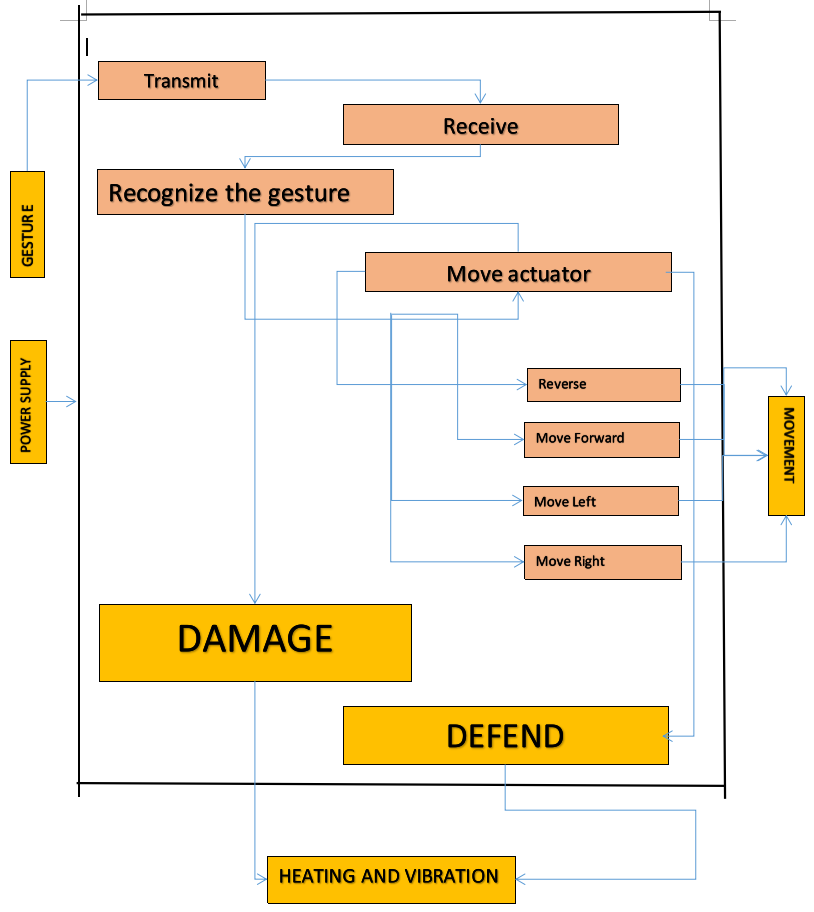 Transmit
Receive
Recognize the gesture
GESTURE
Move actuator
POWER SUPPLY
Reverse
Move Forward
MOVEMENT
Move Left
Move Right
DAMAGE
DEFEND
HEATING AND VIBRATION